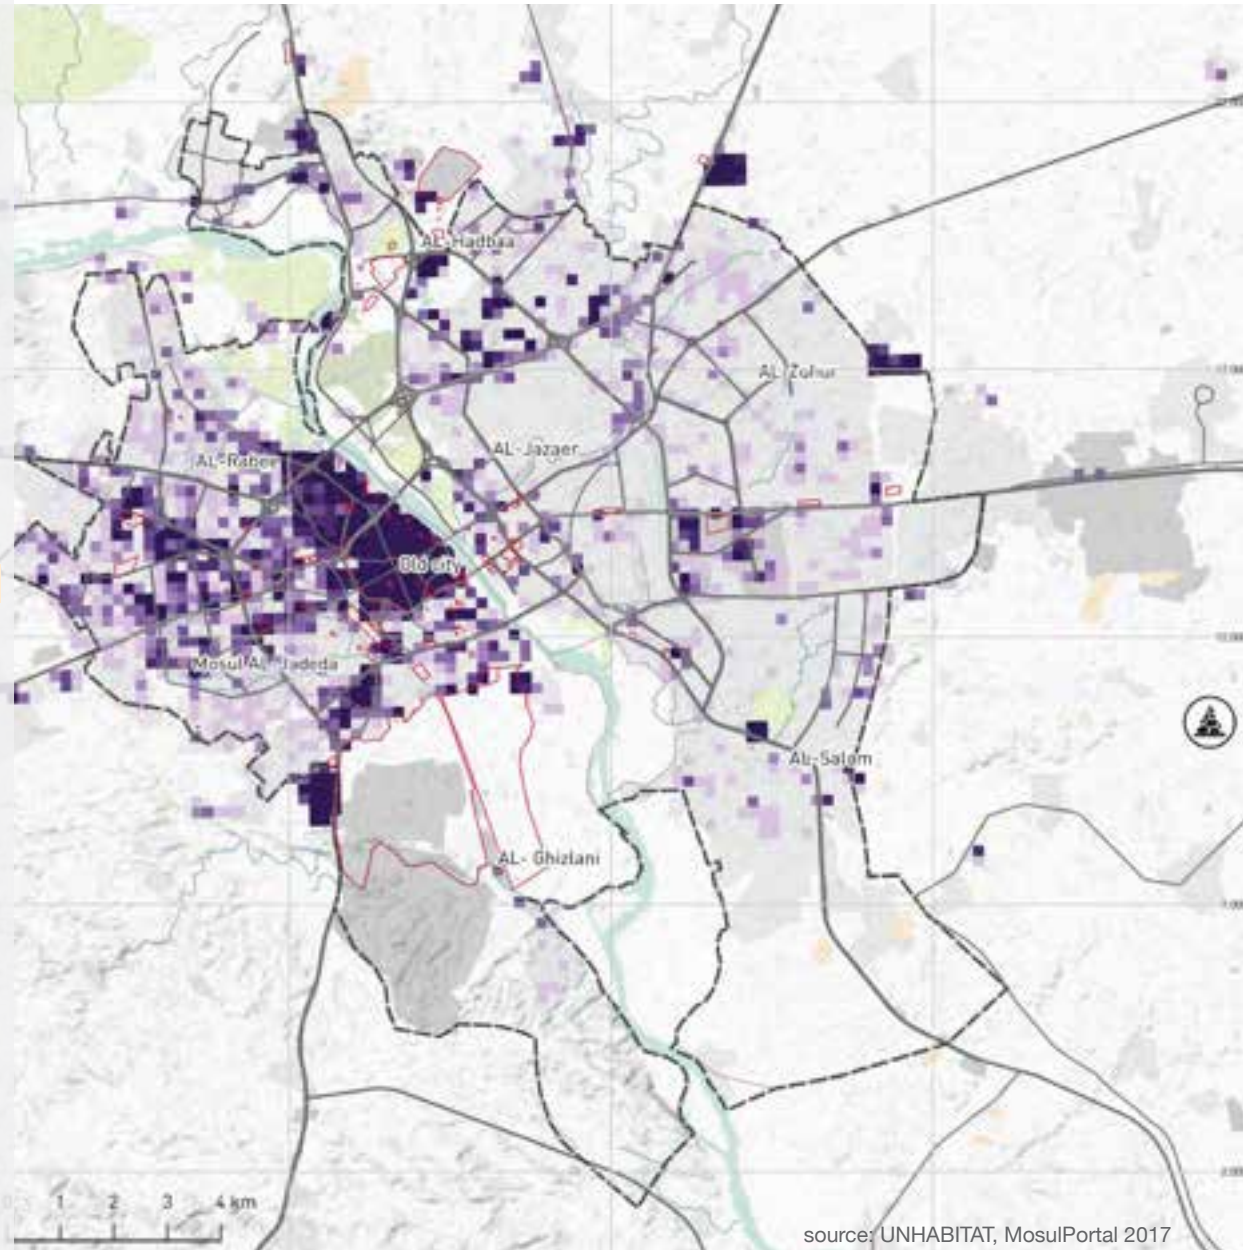 AL-Hadbaa
AL-Zuhur
AL-Jazaer
AL-Rabee
Old city
Mosul AL-Jadeda
AL-Salam
AL- Ghizlani
1 2 3 4 km
source: UNHABITAT, MosulPortal 2017